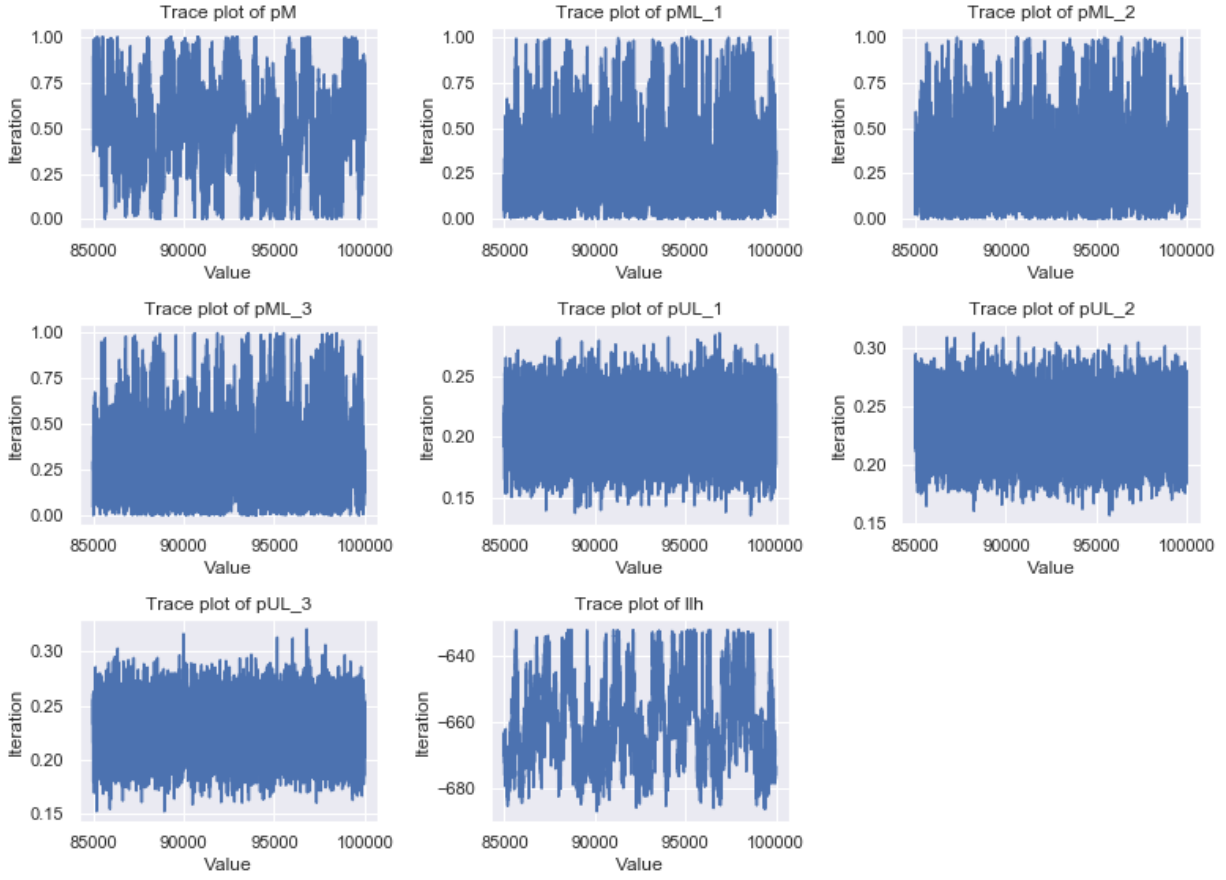 Trace plot of pM
Trace plot of pML_1
Trace plot of pML_2
1.00
0.75
0.50
0.25
0.00
Iteration
85000 90000 95000 100000
Value
1.00
0.75
0.50
0.25
0.00
Iteration
85000 90000 95000 100000
Value
1.00
0.75
0.50
0.25
0.00
Iteration
85000 90000 95000 100000
Value
Trace plot of pML_3
Trace plot of pUL_1
Trace plot of pUL_2
1.00
0.75
0.50
0.25
0.00
Iteration
85000 90000 95000 100000
Value
0.25
0.20
0.15
Iteration
85000 90000 95000 100000
Value
0.30
0.25
0.20
0.15
Iteration
85000 90000 95000 100000
Value
Trace plot of pUL_3
Trace plot of llh
0.30
0.25
0.20
0.15
Iteration
85000 90000 95000 100000
Value
−640
−660
−680
Iteration
85000 90000 95000 100000
Value